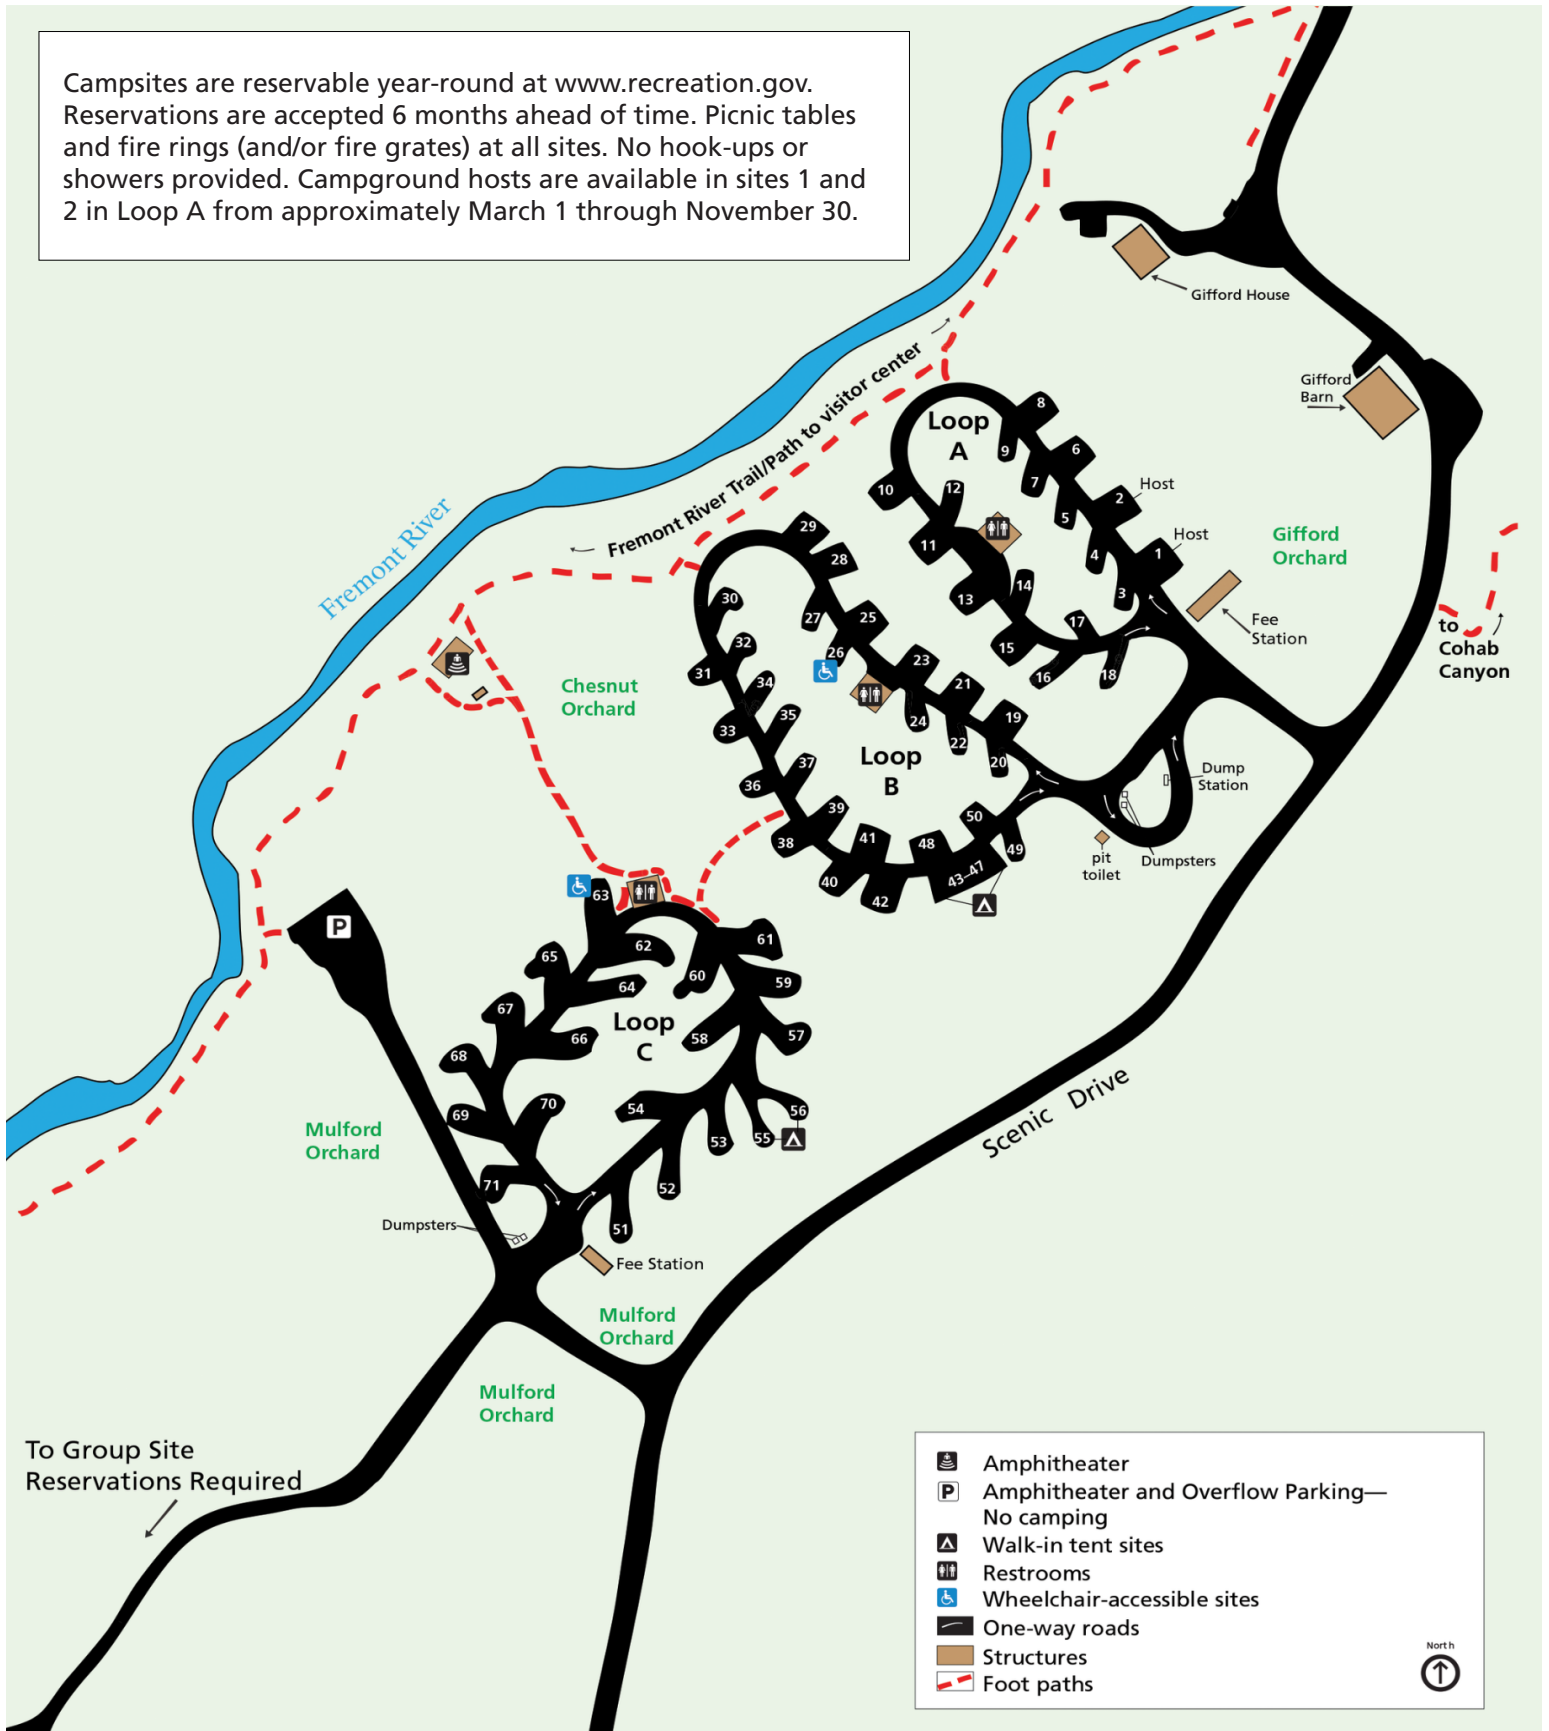 Campsites are reservable year-round at www.recreation.gov.
Reservations are accepted 6 months ahead of time. Picnic tables
and fire rings (and/or fire grates) at all sites. No hook-ups or
showers provided. Campground hosts are available in sites 1 and
2 in Loop A from approximately March 1 through November 30.
Gifford House
Gifford
Barn
Fremont River Trail/Path to visitor center
Fremont River
Loop
A
8
9
6
7
2
Host
5
10
12
11
4
1
Host
3
13
14
15
17
16
18
Gifford
Orchard
Fee
Station
to
Cohab
Canyon
29
28
27
25
26
30
32
31
34
33
35
23
24
21
22
19
20
Loop
B
37
36
39
38
41
40
42
48
43–47
50
49
Chesnut
Orchard
Dump
Station
pit
toilet
Dumpsters
P
63
62
61
60
65
64
59
67
66
58
57
Loop
C
68
69
70
54
56
55
53
52
71
51
Mulford
Orchard
Dumpsters
Fee Station
Scenic Drive
Mulford
Orchard
Mulford
Orchard
To Group Site
Reservations Required
Amphitheater
P
Amphitheater and Overflow Parking—
No camping
Walk-in tent sites
Restrooms
Wheelchair-accessible sites
One-way roads
Structures
Foot paths
North